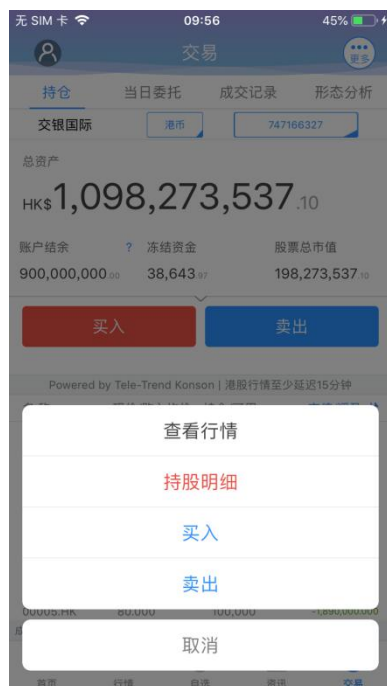 无 SIM 卡 09:56 45%
交易 更多
持仓 当日委托 成交记录 形态分析
交银国际 港币 747166327
总资产
HK$1,098,273,537.10
账户结余 ? 冻结资金 股票总市值
900,000,000.00 38,643.97 198,273,537.10
买入 卖出
Powered by Tele-Trend Konson | 港股行情至少延迟15分钟
查看行情
持股明细
买入
卖出
00005.HK 80.000 100,000 -1,890,000.000
取消
首页 行情 自选 资讯 交易